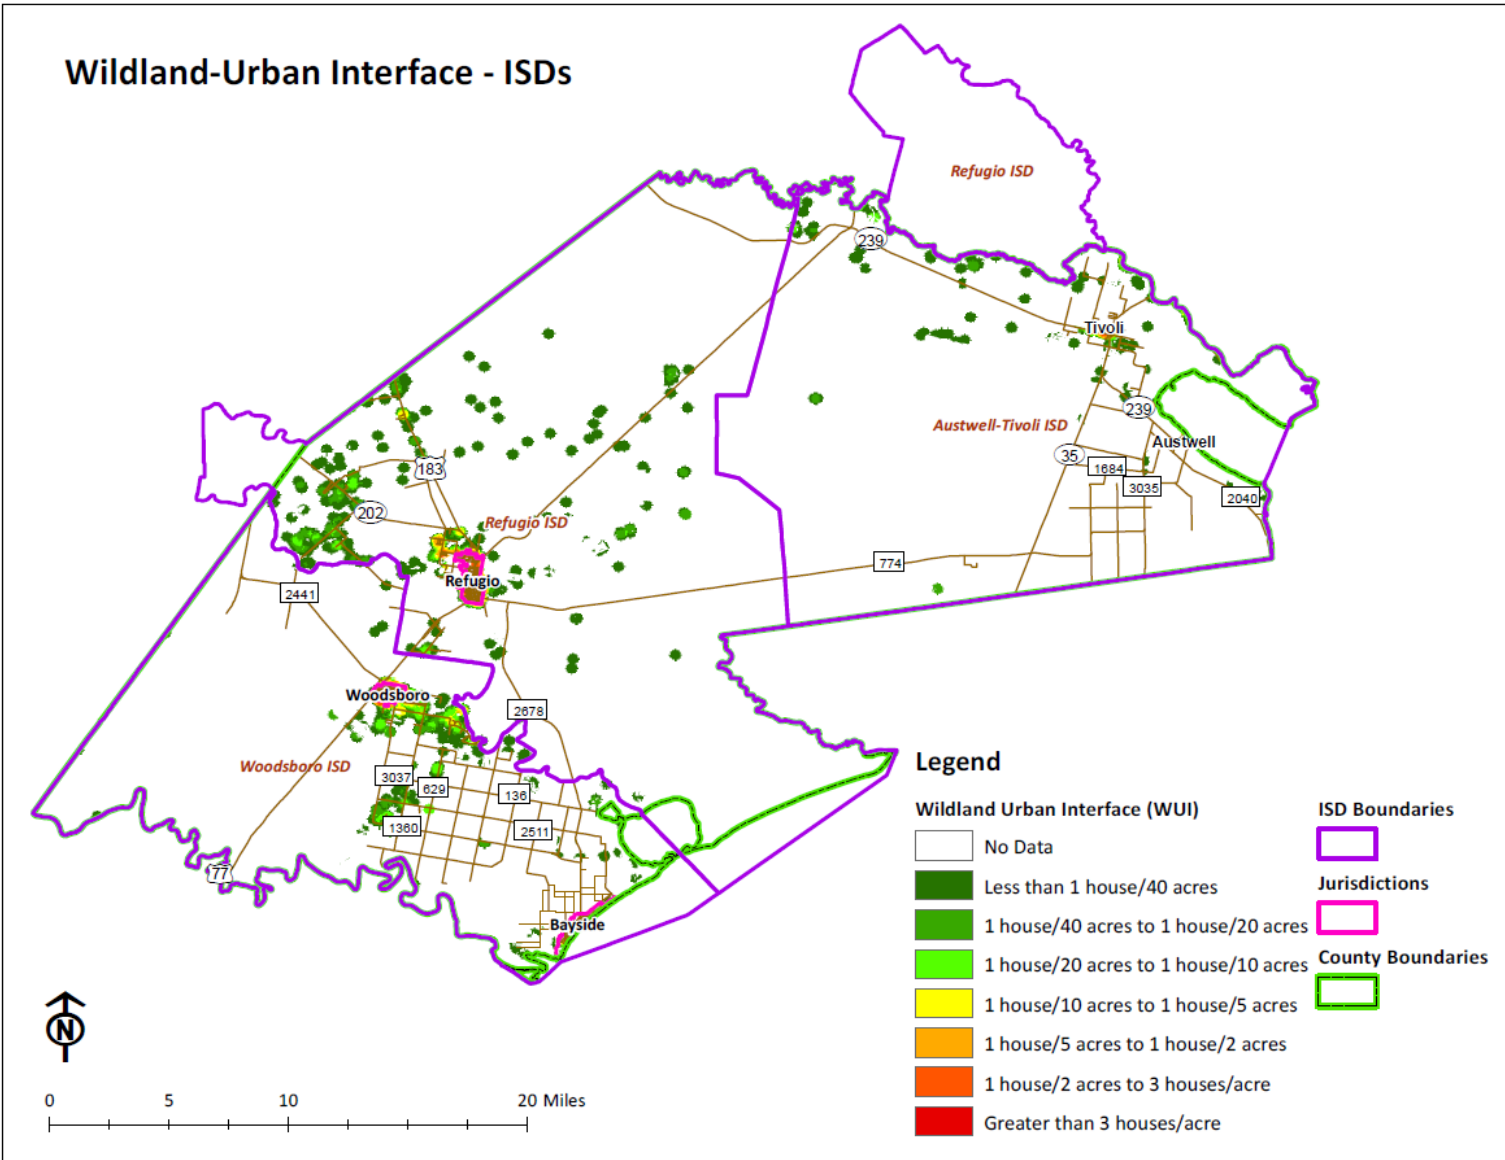 Wildland-Urban Interface - ISDs
Refugio ISD
239
Tivoli
239
Austwell-Tivoli ISD
Austwell
35
1684
183
3035
2040
202
Refugio ISD
774
Refugio
2441
Woodsboro
2678
Woodsboro ISD
3037
629
136
1360
2511
77
Bayside
Legend
Wildland Urban Interface (WUI)
No Data
Less than 1 house/40 acres
1 house/40 acres to 1 house/20 acres
1 house/20 acres to 1 house/10 acres
1 house/10 acres to 1 house/5 acres
1 house/5 acres to 1 house/2 acres
1 house/2 acres to 3 houses/acre
Greater than 3 houses/acre
ISD Boundaries
Jurisdictions
County Boundaries
N
0 5 10 20 Miles